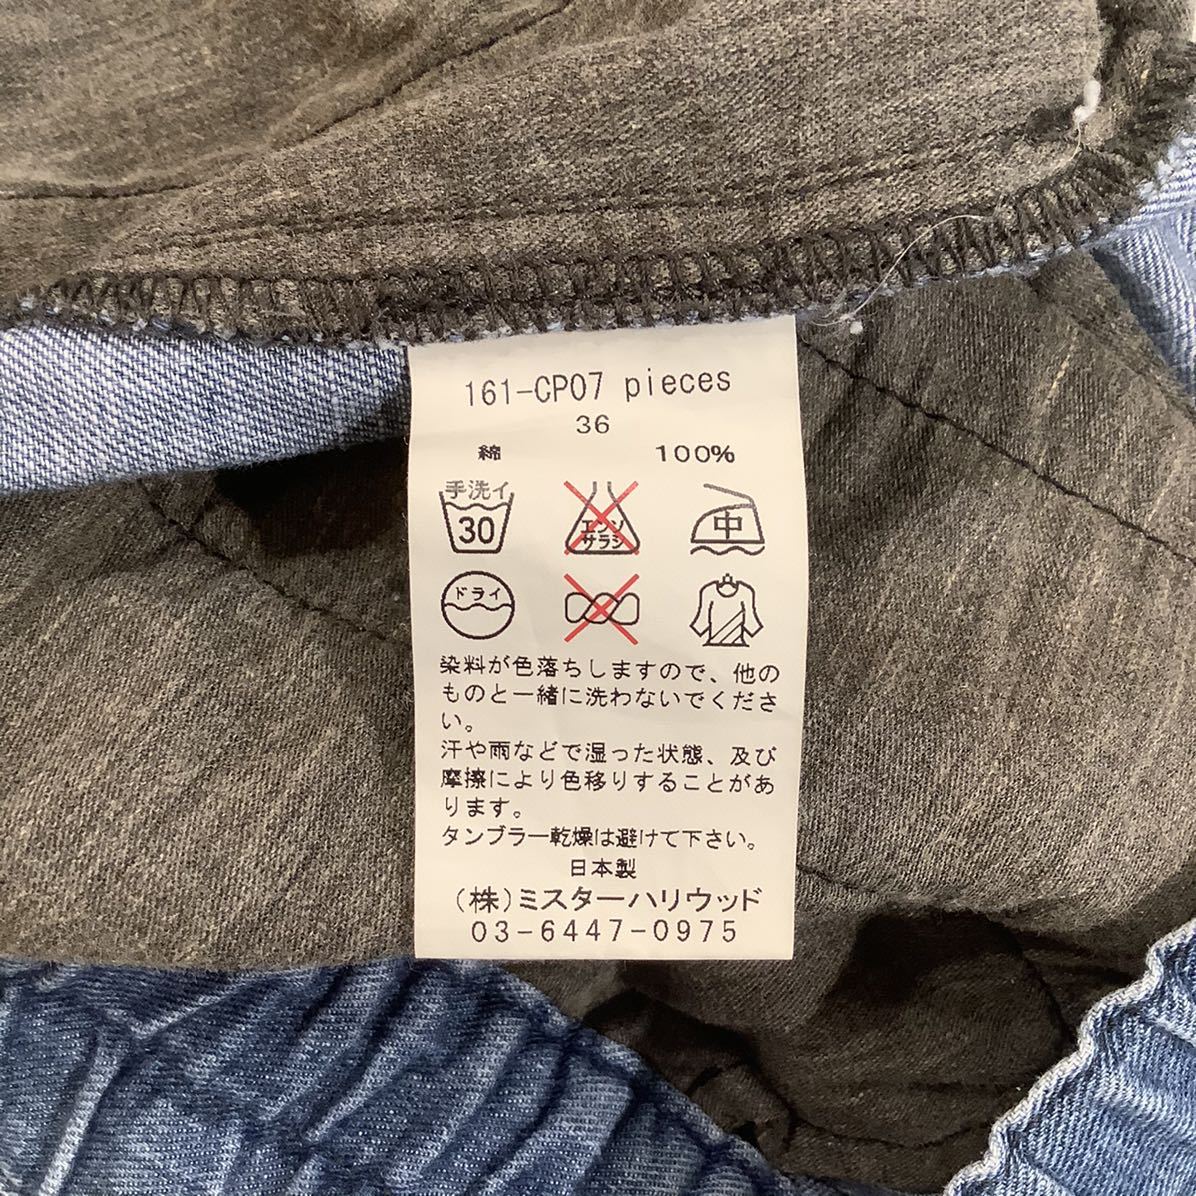 161-CP07 pieces
36
綿 100%
手洗イ
30
エンソ
サラシ
中
ドライ
染料が色落ちしますので、他の
ものと一緒に洗わないでくださ
い。
汗や雨などで湿った状態、及び
摩擦により色移りすることがあ
ります。
タンブラー乾燥は避けて下さい。
日本製
(株)ミスターハリウッド
03-6447-0975